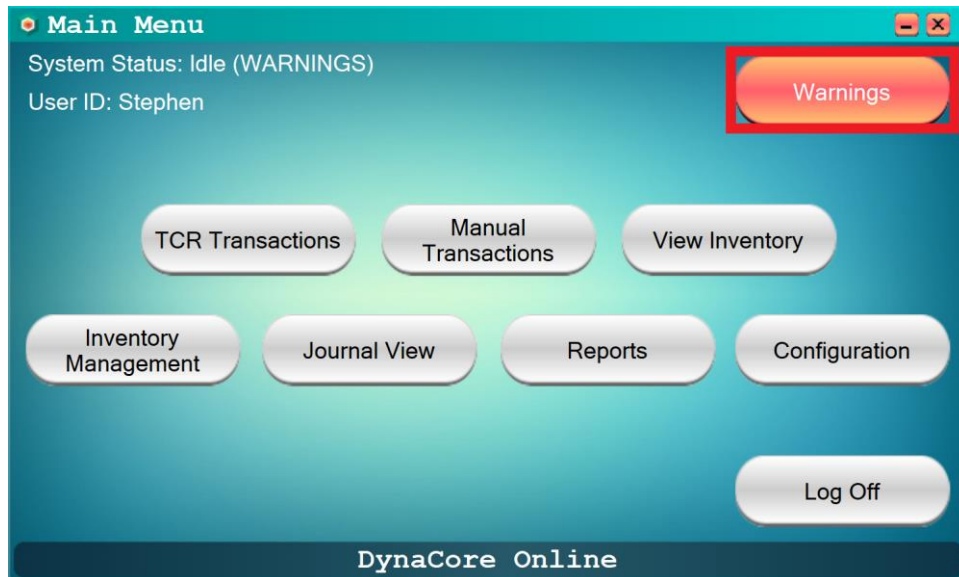 Main Menu
System Status: Idle (WARNINGS)
User ID: Stephen
Warnings
TCR Transactions
Manual
Transactions
View Inventory
Inventory
Management
Journal View
Reports
Configuration
Log Off
DynaCore Online